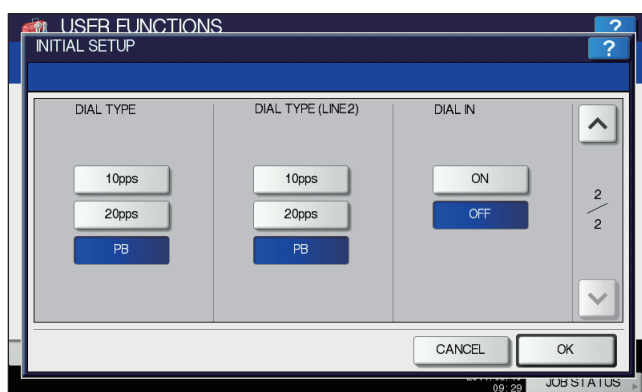 USER FUNCTIONS
?
INITIAL SETUP
?
DIAL TYPE
DIAL TYPE (LINE2)
DIAL IN
10pps
10pps
ON
20pps
20pps
OFF
PB
PB
2
2
CANCEL
OK
09:29
JOB STATUS